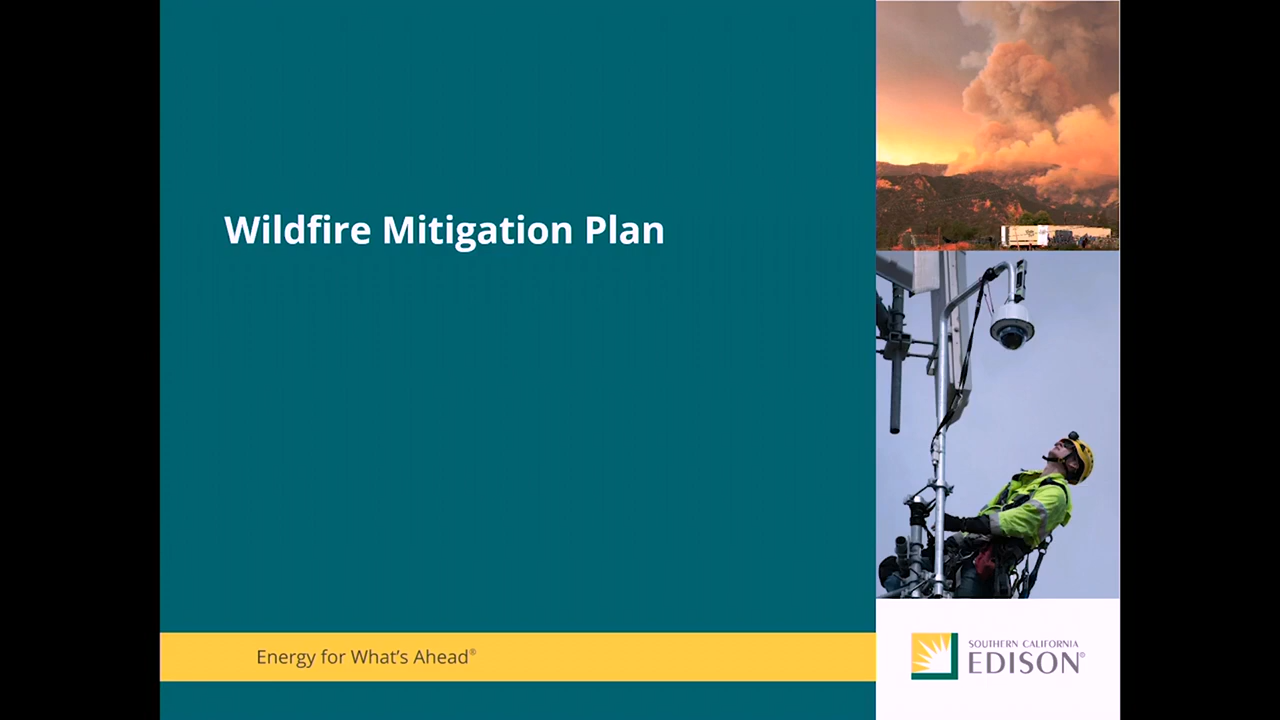 Wildfire Mitigation Plan
Energy for What's Ahead®
SOUTHERN CALIFORNIA
EDISON©